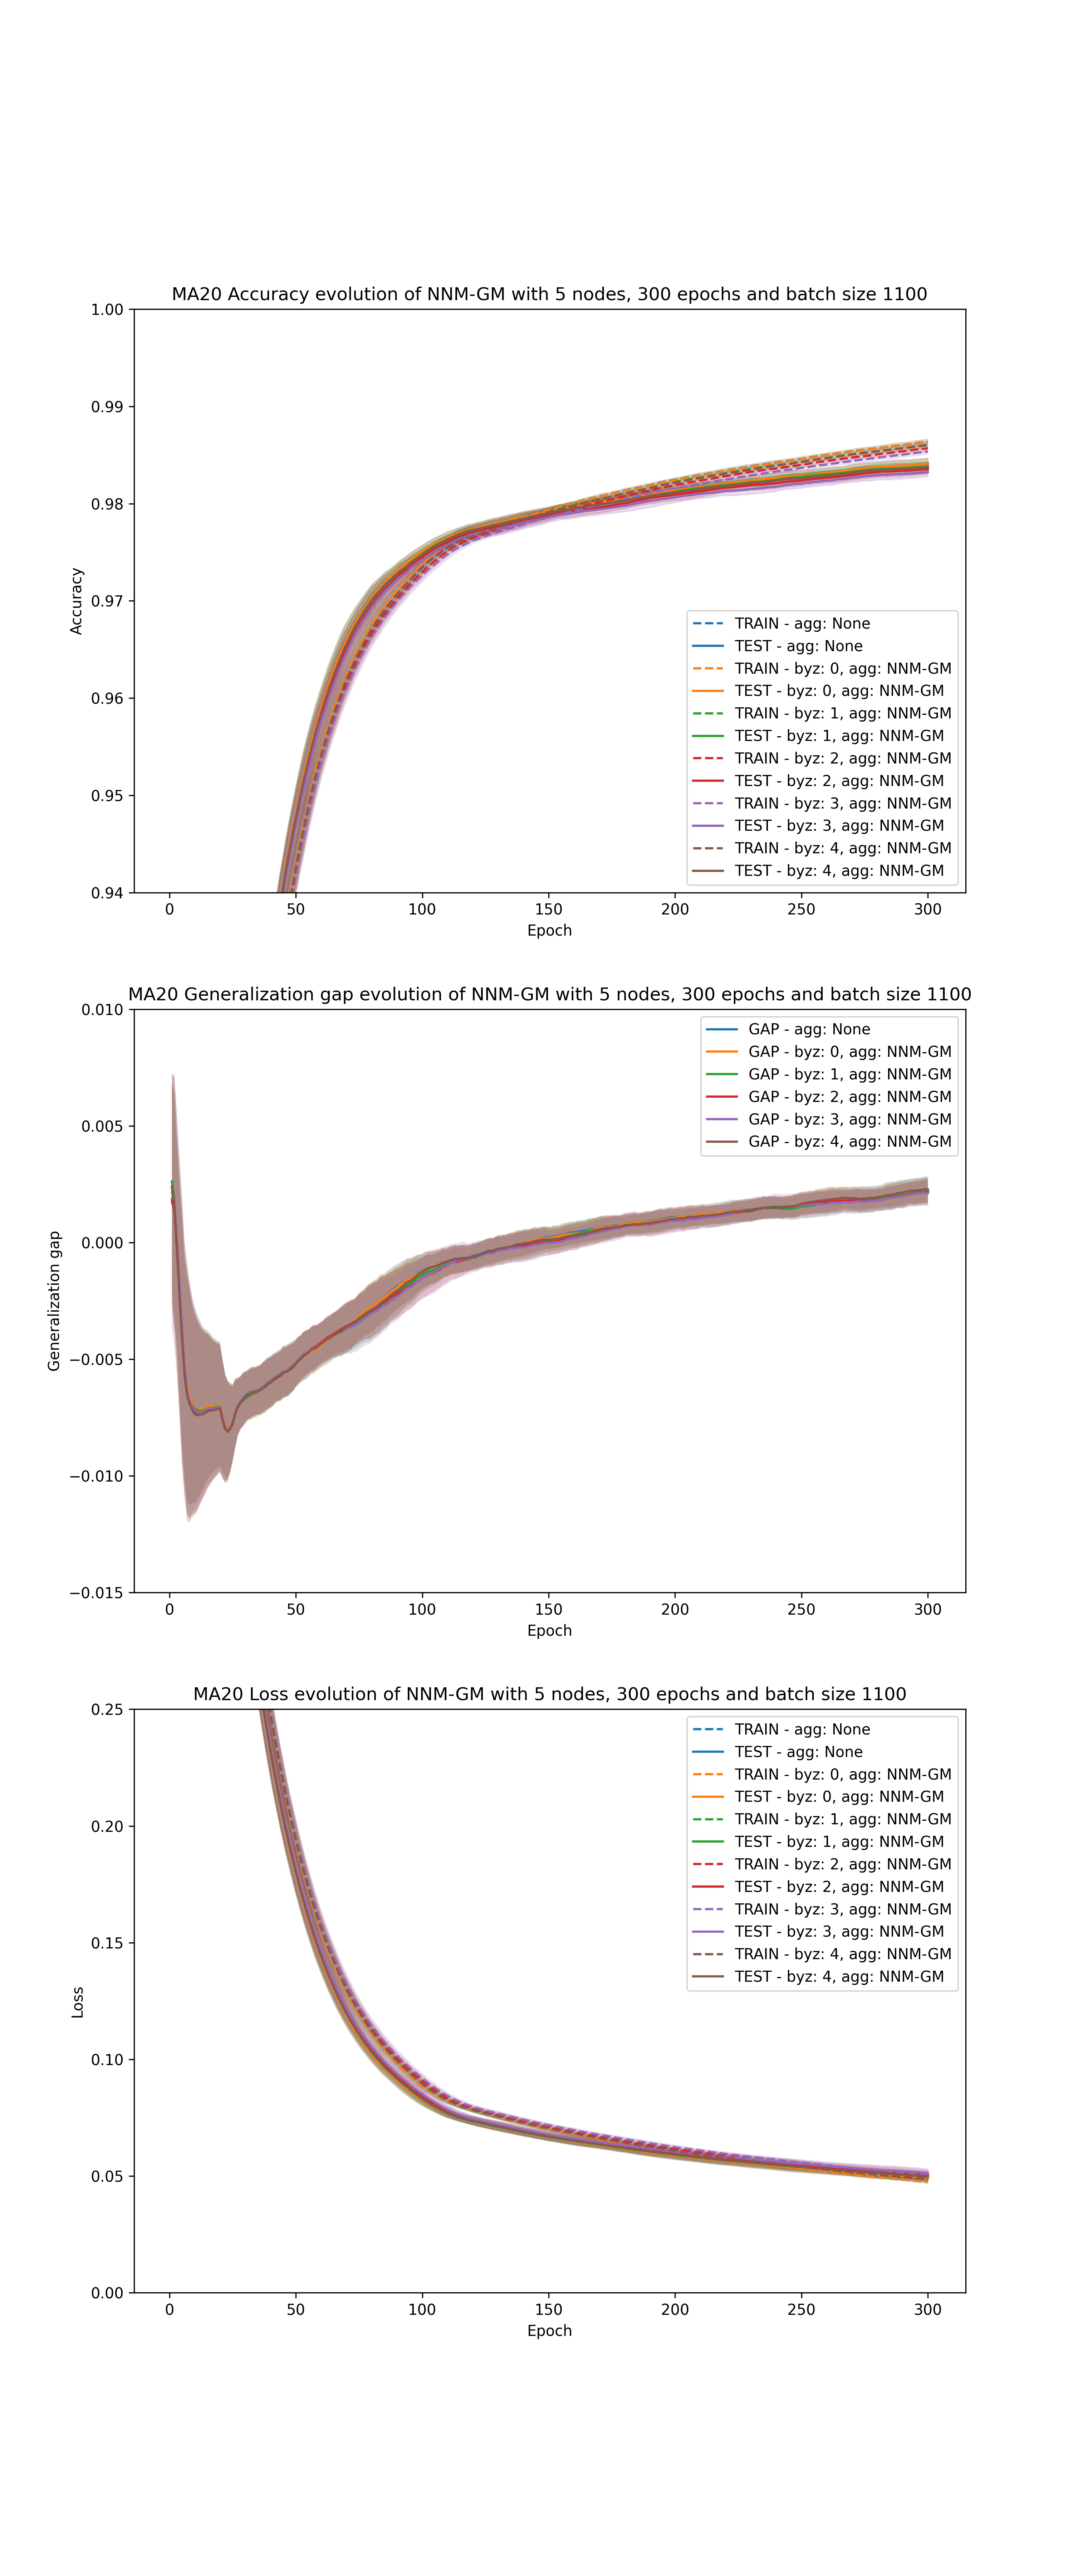 MA20 Accuracy evolution of NNM-GM with 5 nodes, 300 epochs and batch size 1100
1.00
0.99
0.98
0.97
0.96
0.95
0.94
Accuracy
0 50 100 150 200 250 300
Epoch
TRAIN - agg: None
TEST - agg: None
TRAIN - byz: 0, agg: NNM-GM
TEST - byz: 0, agg: NNM-GM
TRAIN - byz: 1, agg: NNM-GM
TEST - byz: 1, agg: NNM-GM
TRAIN - byz: 2, agg: NNM-GM
TEST - byz: 2, agg: NNM-GM
TRAIN - byz: 3, agg: NNM-GM
TEST - byz: 3, agg: NNM-GM
TRAIN - byz: 4, agg: NNM-GM
TEST - byz: 4, agg: NNM-GM
MA20 Generalization gap evolution of NNM-GM with 5 nodes, 300 epochs and batch size 1100
0.010
0.005
0.000
−0.005
−0.010
−0.015
Generalization gap
0 50 100 150 200 250 300
Epoch
GAP - agg: None
GAP - byz: 0, agg: NNM-GM
GAP - byz: 1, agg: NNM-GM
GAP - byz: 2, agg: NNM-GM
GAP - byz: 3, agg: NNM-GM
GAP - byz: 4, agg: NNM-GM
MA20 Loss evolution of NNM-GM with 5 nodes, 300 epochs and batch size 1100
0.25
0.20
0.15
0.10
0.05
0.00
Loss
0 50 100 150 200 250 300
Epoch
TRAIN - agg: None
TEST - agg: None
TRAIN - byz: 0, agg: NNM-GM
TEST - byz: 0, agg: NNM-GM
TRAIN - byz: 1, agg: NNM-GM
TEST - byz: 1, agg: NNM-GM
TRAIN - byz: 2, agg: NNM-GM
TEST - byz: 2, agg: NNM-GM
TRAIN - byz: 3, agg: NNM-GM
TEST - byz: 3, agg: NNM-GM
TRAIN - byz: 4, agg: NNM-GM
TEST - byz: 4, agg: NNM-GM